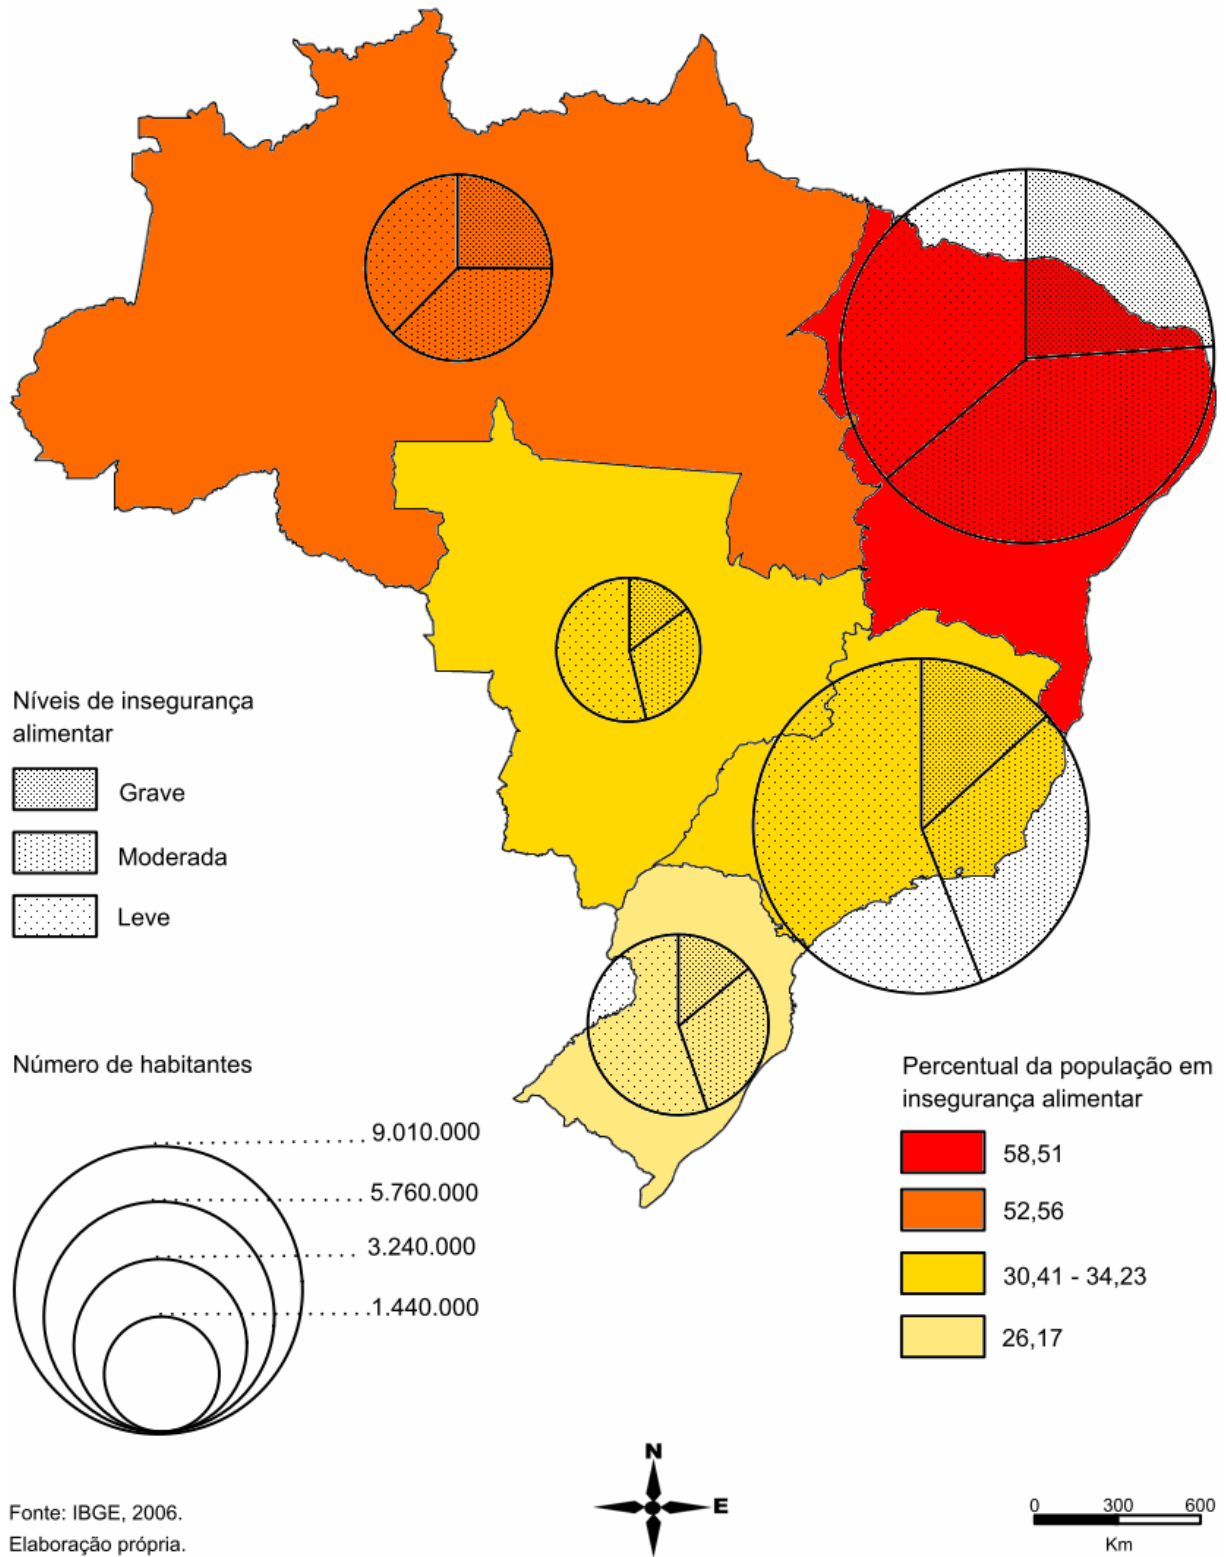 Níveis de insegurança
alimentar
Grave
Moderada
Leve
Número de habitantes
9.010.000
5.760.000
3.240.000
1.440.000
Percentual da população em
insegurança alimentar
58,51
52,56
30,41 - 34,23
26,17
N
E
0 300 600
Km
Fonte: IBGE, 2006.
Elaboração própria.